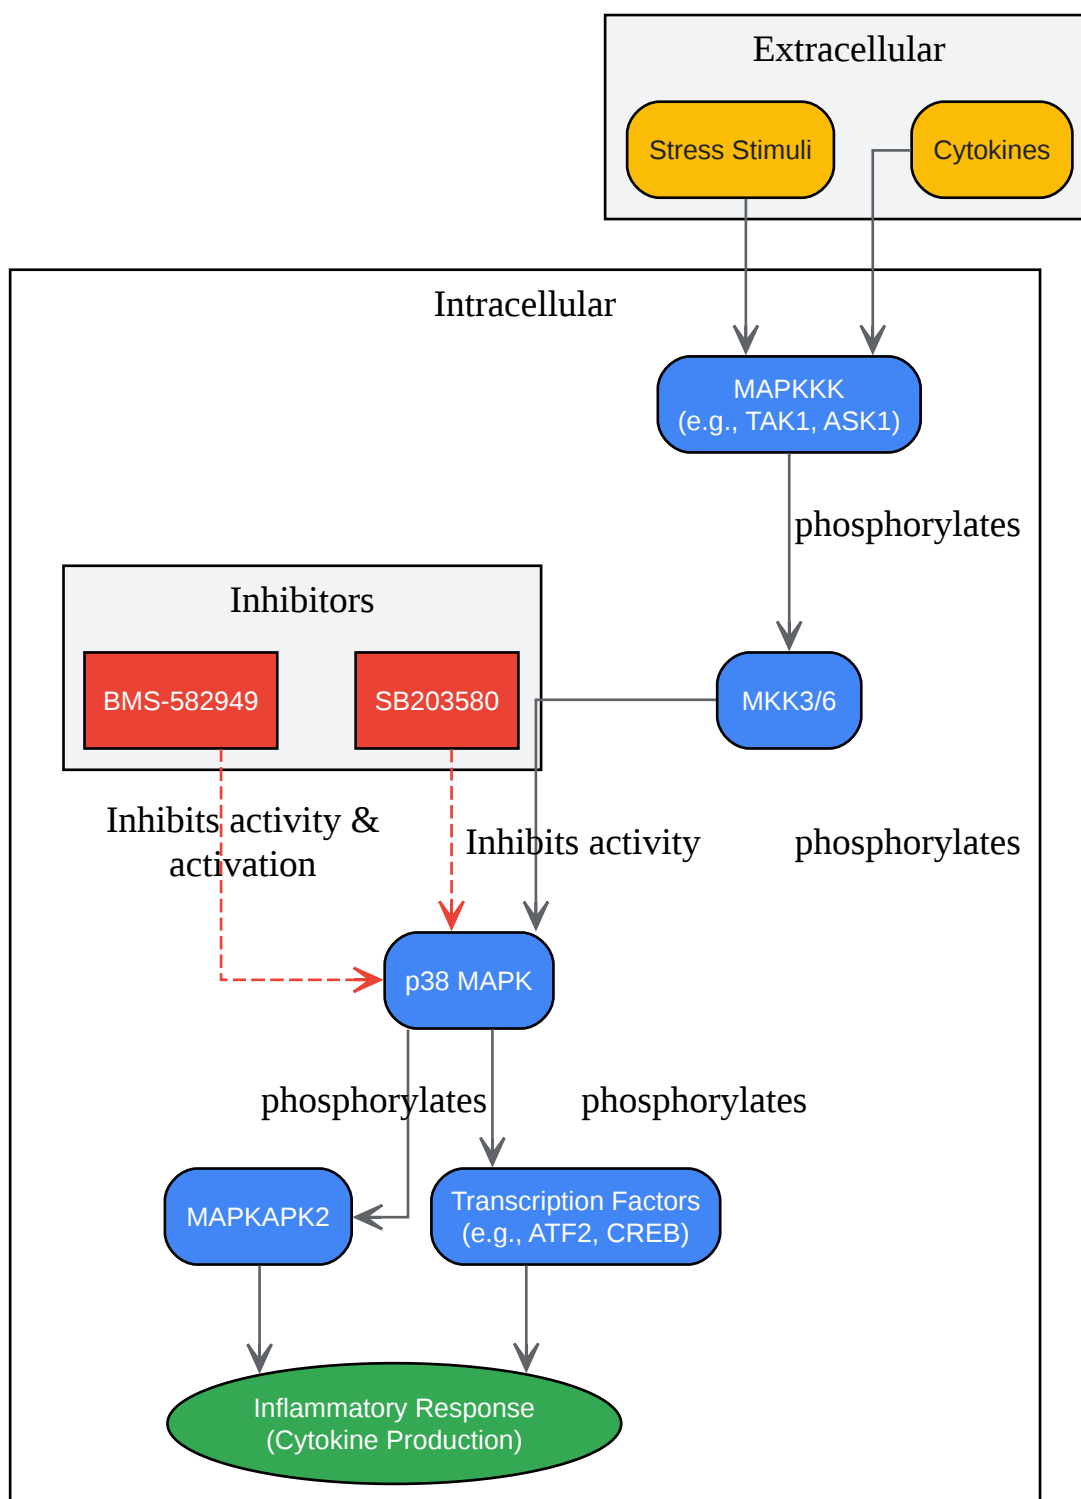 Extracellular
Stress Stimuli
Cytokines
Intracellular
MAPKKK
(e.g., TAK1, ASK1)
phosphorylates
Inhibitors
BMS-582949
SB203580
MKK3/6
Inhibits activity &
activation
Inhibits activity
phosphorylates
p38 MAPK
phosphorylates
phosphorylates
MAPKAPK2
Transcription Factors
(e.g., ATF2, CREB)
Inflammatory Response
(Cytokine Production)